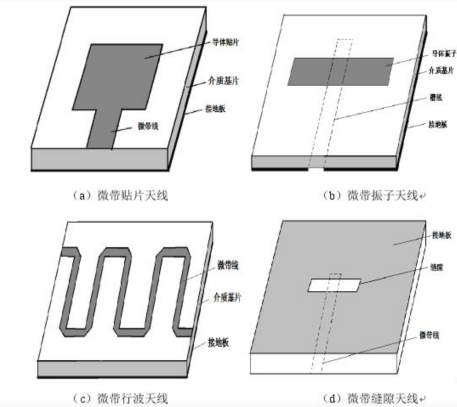 导体贴片
介质基片
接地板
微带线
(a) 微带贴片天线
导体振子
介质基片
槽线
接地板
(b) 微带振子天线↵
微带线
介质基片
接地板
(c) 微带行波天线
接地板
缝隙
微带线
(d) 微带缝隙天线↵